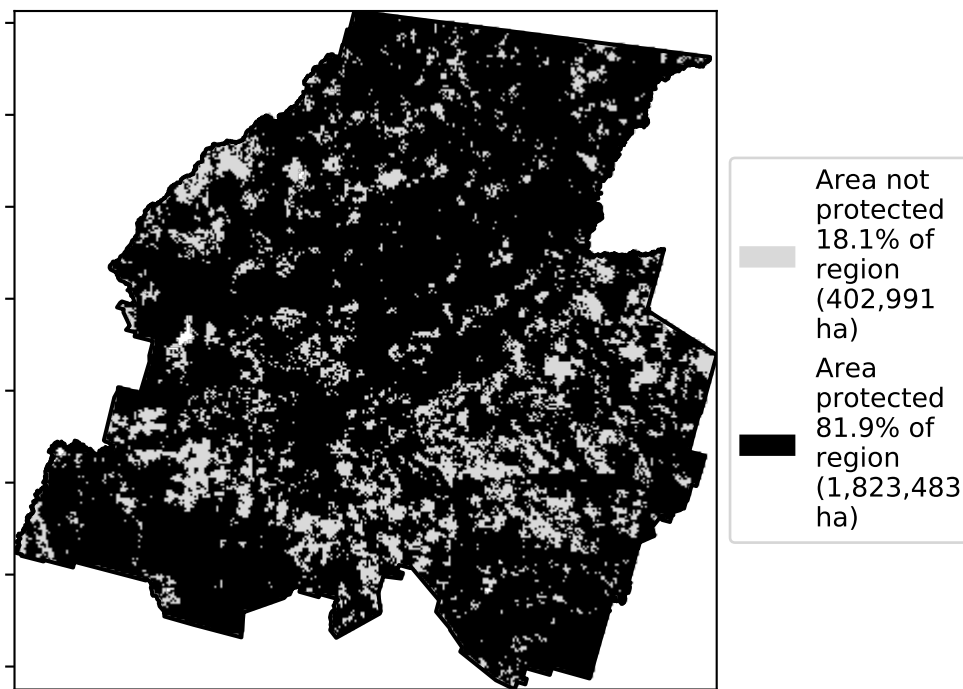 Area not
protected
18.1% of
region
(402,991
ha)
Area
protected
81.9% of
region
(1,823,483
ha)